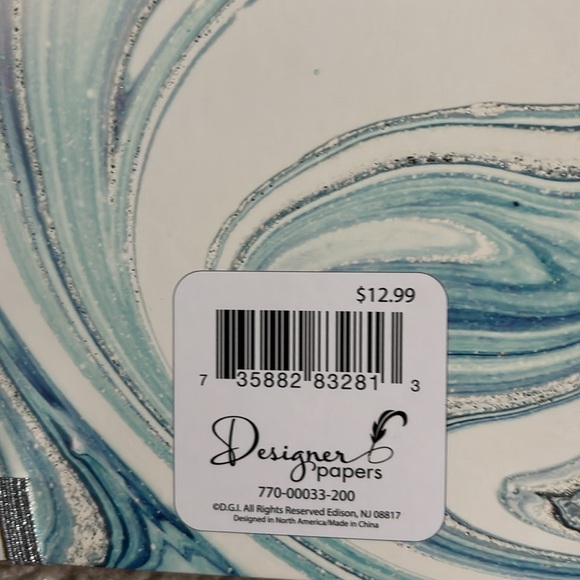 $12.99
7 35882 83281 3
Designer
papers
770-00033-200
©D.G.I. All Rights Reserved Edison, NJ 08817
Designed in North America/Made in China